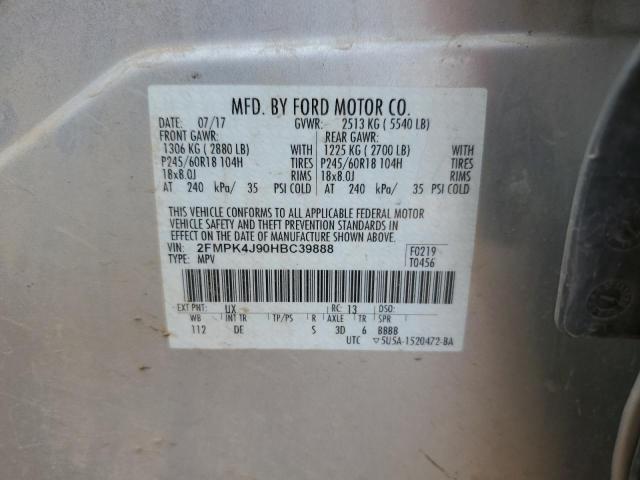 MFD. BY FORD MOTOR CO.
DATE: 07/17 GVWR: 2513 KG ( 5540 LB)
FRONT GAWR: REAR GAWR:
1306 KG ( 2880 LB) WITH 1225 KG ( 2700 LB) WITH
P245/60R18 104H TIRES P245/60R18 104H TIRES
18x8.0J RIMS 18x8.0J RIMS
AT 240 kPa/ 35 PSI COLD AT 240 kPa/ 35 PSI COLD
THIS VEHICLE CONFORMS TO ALL APPLICABLE FEDERAL MOTOR
VEHICLE SAFETY AND THEFT PREVENTION STANDARDS IN
EFFECT ON THE DATE OF MANUFACTURE SHOWN ABOVE.
VIN: 2FMPK4J90HBC39888 F0219
TYPE: MPV T0456
EXT PNT: UX RC: 13 DSO:
WB INT TR TP/PS R AXLE TR SPR
112 DE S 3D 6 BBBB
UTC ▽5U5A-1520472-BA